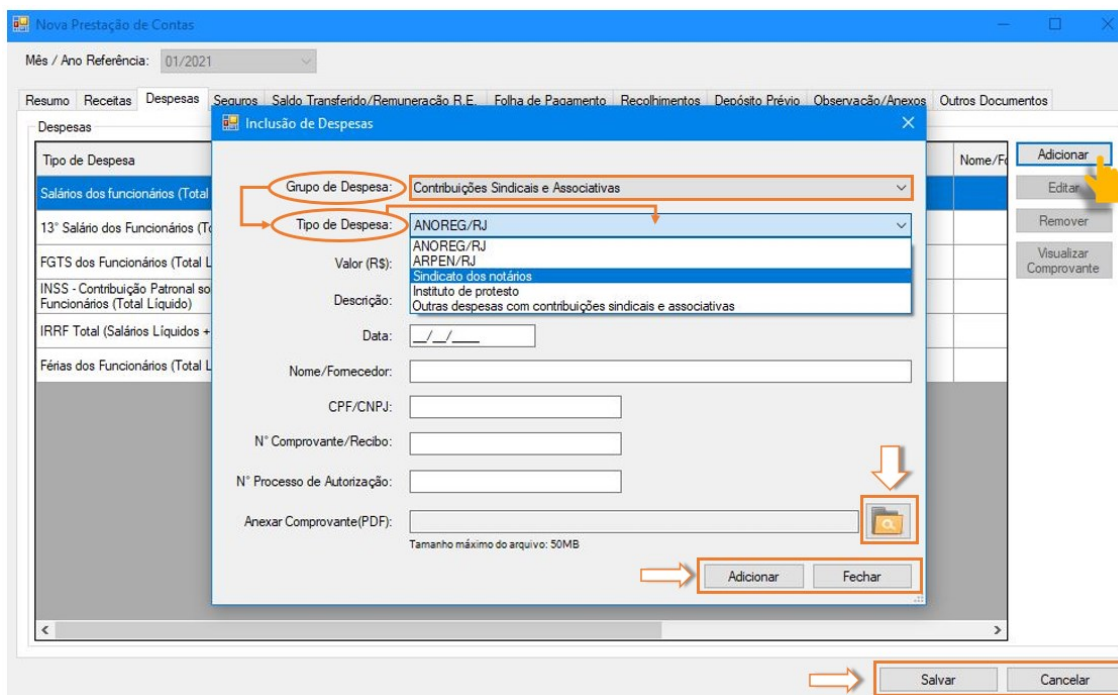 Nova Prestação de Contas
Mês / Ano Referência: 01/2021
Resumo Receitas Despesas Seguros Saldo Transferido/Remuneração R.E. Folha de Pagamento Recolhimentos Depósito Prévio Observação/Anexos Outros Documentos
Despesas
Inclusão de Despesas
Tipo de Despesa
Nome/Fo
Adicionar
Salários dos funcionários (Total
Editar
13° Salário dos Funcionários (To
Remover
FGTS dos Funcionários (Total L
Visualizar
Comprovante
INSS - Contribuição Patronal so
Funcionários (Total Líquido)
IRRF Total (Salários Líquidos +
Férias dos Funcionários (Total L
Grupo de Despesa: Contribuições Sindicais e Associativas
Tipo de Despesa: ANOREG/RJ
ANOREG/RJ
ARPEN/RJ
Sindicato dos notários
Instituto de protesto
Outras despesas com contribuições sindicais e associativas
Valor (R$):
Descrição:
Data: __/__/____
Nome/Fornecedor:
CPF/CNPJ:
N° Comprovante/Recibo:
N° Processo de Autorização:
Anexar Comprovante(PDF):
Tamanho máximo do arquivo: 50MB
Adicionar Fechar
Salvar Cancelar